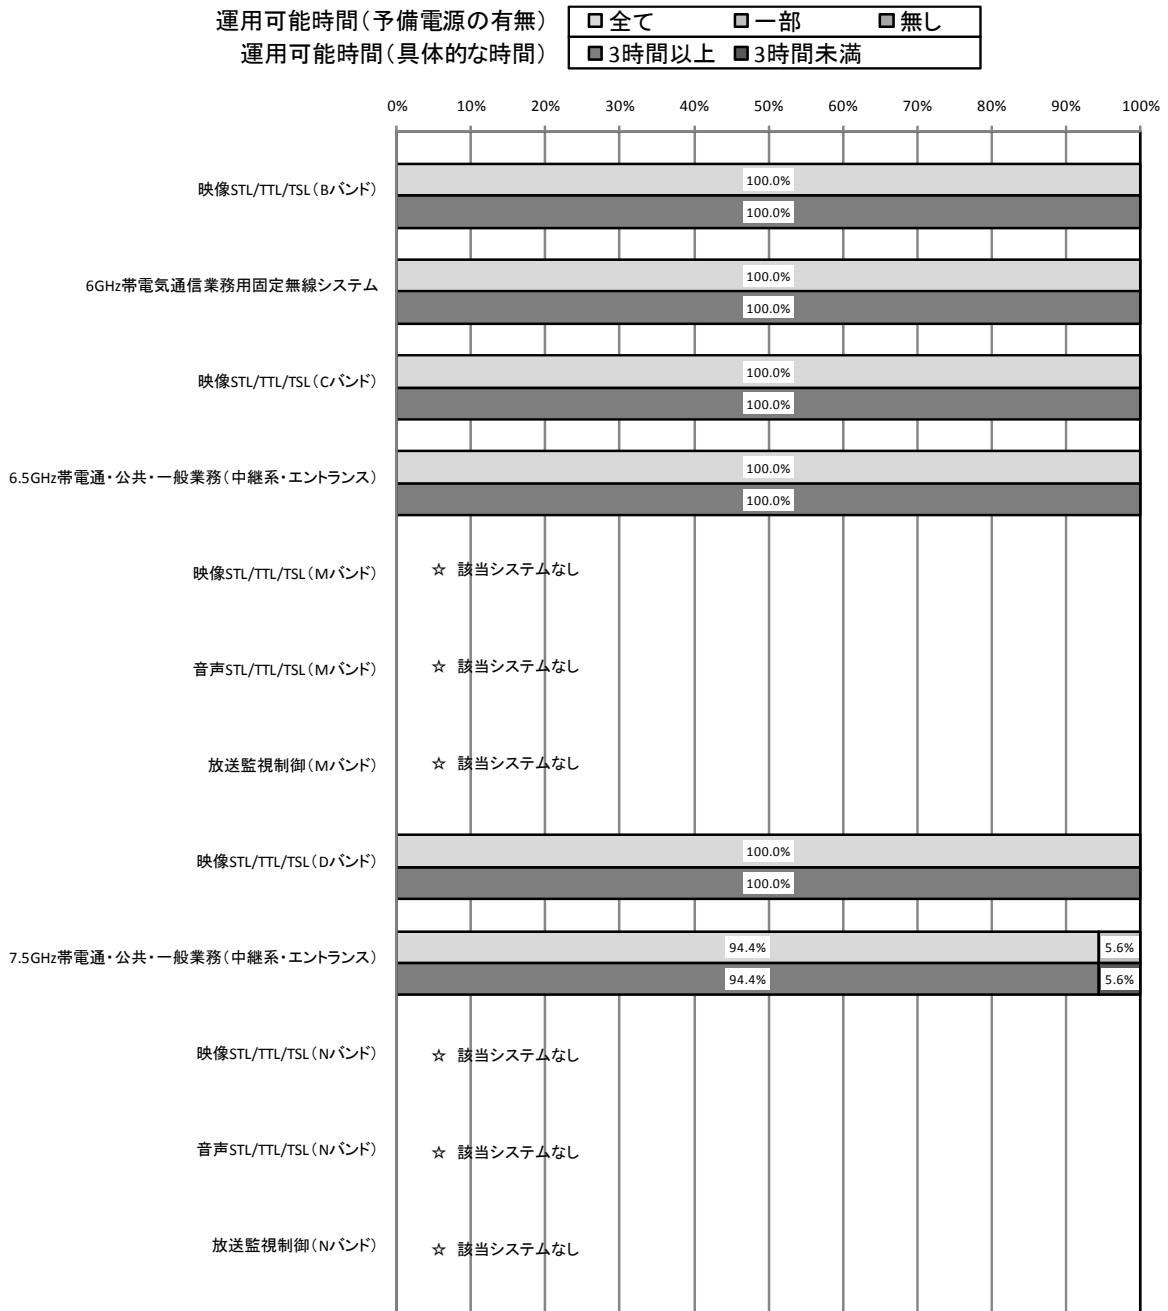 運用可能時間(予備電源の有無) 全て 一部 無し
運用可能時間(具体的な時間) 3時間以上 3時間未満
0% 10% 20% 30% 40% 50% 60% 70% 80% 90% 100%
100.0%
映像STL/TTL/TSL(Bバンド)
100.0%
100.0%
6GHz帯電気通信業務用固定無線システム
100.0%
100.0%
映像STL/TTL/TSL(Cバンド)
100.0%
100.0%
6.5GHz帯電通・公共・一般業務(中継系・エントランス)
100.0%
映像STL/TTL/TSL(Mバンド) ☆ 該当システムなし
音声STL/TTL/TSL(Mバンド) ☆ 該当システムなし
放送監視制御(Mバンド) ☆ 該当システムなし
100.0%
映像STL/TTL/TSL(Dバンド)
100.0%
94.4% 5.6%
7.5GHz帯電通・公共・一般業務(中継系・エントランス)
94.4% 5.6%
映像STL/TTL/TSL(Nバンド) ☆ 該当システムなし
音声STL/TTL/TSL(Nバンド) ☆ 該当システムなし
放送監視制御(Nバンド) ☆ 該当システムなし